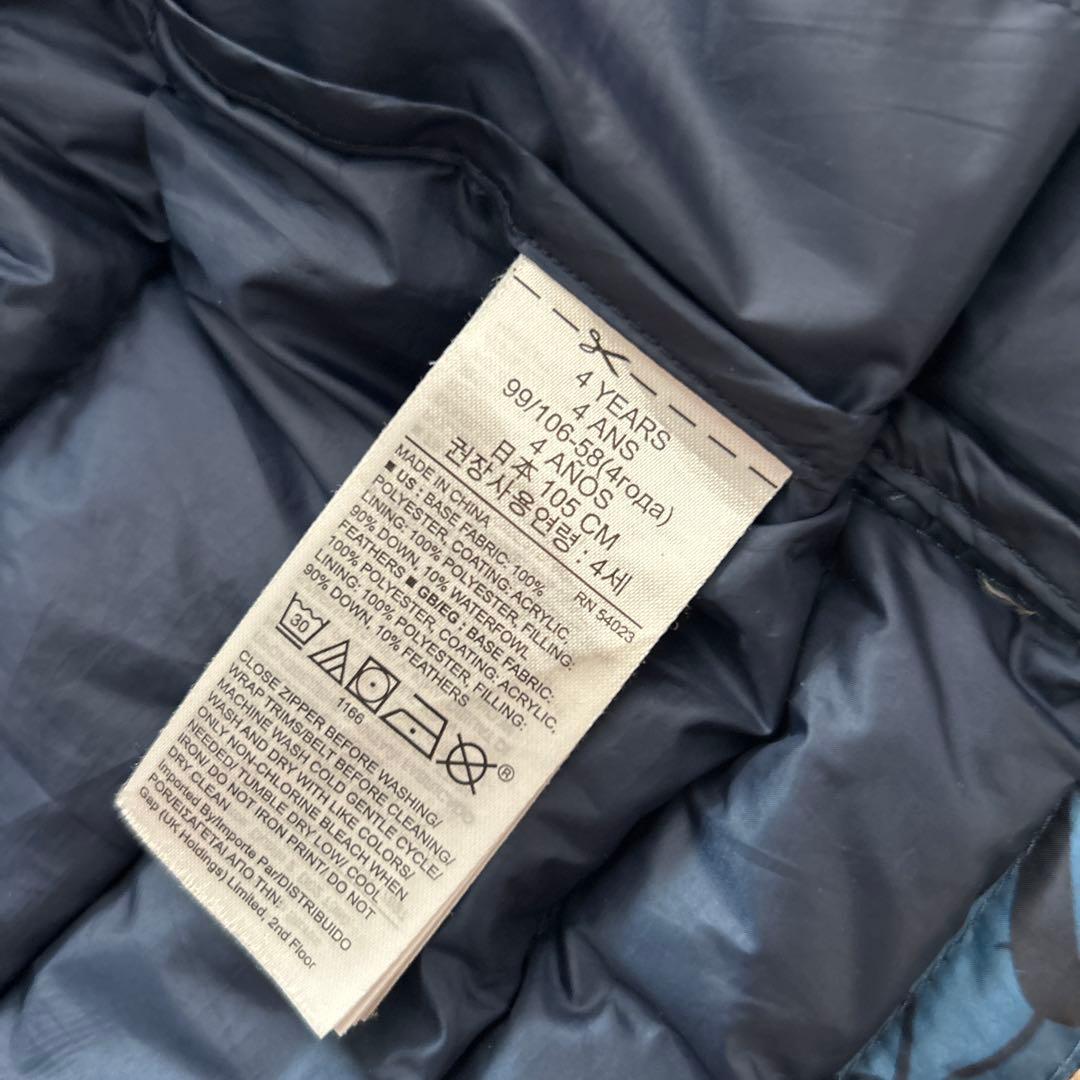 4 YEARS
4 ANS
99/106-58(4года)
4 AÑOS
日本 105 CM
권장사용연령 : 4세
RN 54023
MADE IN CHINA
■ US : BASE FABRIC: 100%
POLYESTER, COATING: ACRYLIC,
LINING: 100% POLYESTER, FILLING:
90% DOWN, 10% WATERFOWL
FEATHERS ■ GB/EG : BASE FABRIC:
100% POLYESTER, COATING: ACRYLIC,
LINING: 100% POLYESTER, FILLING:
90% DOWN, 10% FEATHERS
30
1166
®
CLOSE ZIPPER BEFORE WASHING/
WRAP TRIMS/BELT BEFORE CLEANING/
MACHINE WASH COLD GENTLE CYCLE/
WASH AND DRY WITH LIKE COLORS/
ONLY NON-CHLORINE BLEACH WHEN
NEEDED/ TUMBLE DRY LOW/ COOL
IRON/ DO NOT IRON PRINT/ DO NOT
DRY CLEAN
Imported By/Importe Par/DISTRIBUIDO
POR/ΕΙΣΑΓΕΤΑΙ ΑΠΟ ΤΗΝ:
Gap (UK Holdings) Limited, 2nd Floor